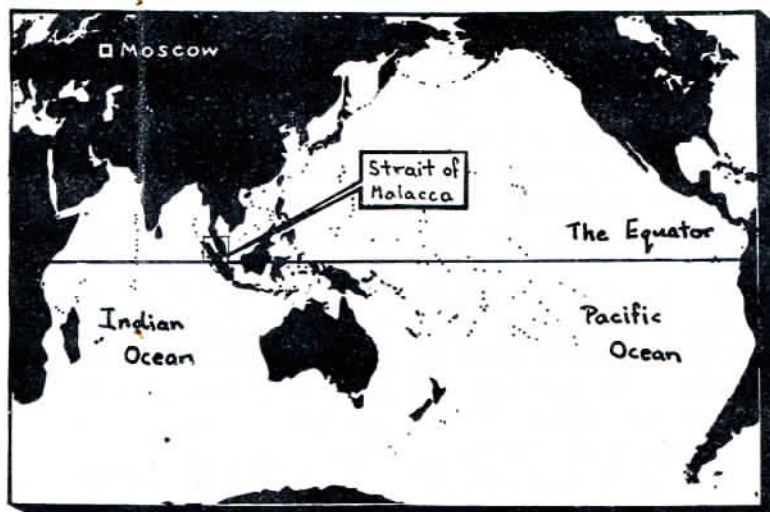 Moscow
Strait of
Malacca
The Equator
Indian
Ocean
Pacific
Ocean